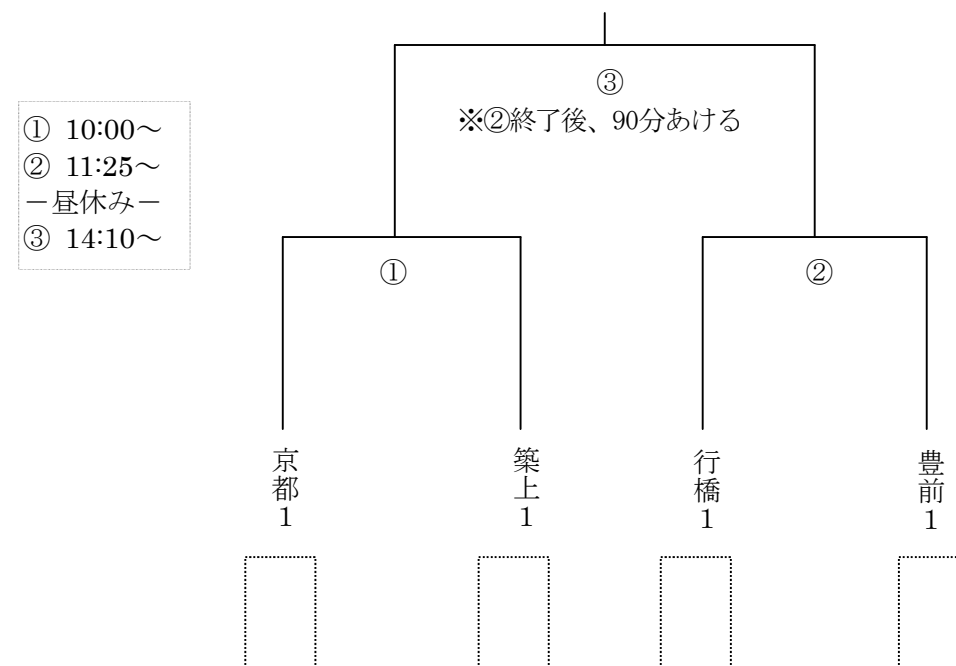 ③
※②終了後、90分あける
① 10:00～
② 11:25～
－昼休み－
③ 14:10～
①
②
京都1
築上1
行橋1
豊前1